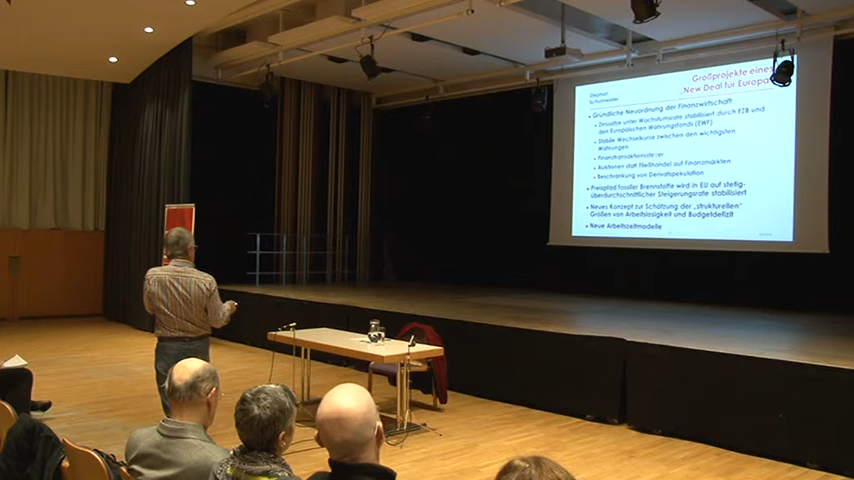 Stephan
Schulmeister
Großprojekte eines
„New Deal für Europa“
Gründliche Neuordnung der Finanzwirtschaft
Zinssätze unter Wachstumsrate stabilisiert durch EZB und
den Europäischen Währungsfonds (EWF)
Stabile Wechselkurse zwischen den wichtigsten
Währungen
Finanztransaktionssteuer
Auktionen statt Fließhandel auf Finanzmärkten
Beschränkung von Derivatspekulation
Preispfad fossiler Brennstoffe wird in EU auf stetig-
überdurchschnittlicher Steigerungsrate stabilisiert
Neues Konzept zur Schätzung der „strukturellen“
Größen von Arbeitslosigkeit und Budgetdefizit
Neue Arbeitszeitmodelle